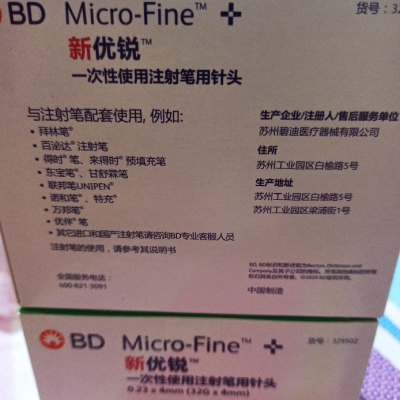 BD Micro-Fine™ +
货号: 32
新优锐™
一次性使用注射笔用针头
与注射笔配套使用, 例如:
• 拜林笔®
• 百泌达® 注射笔
• 得时® 笔、来得时® 预填充笔
• 东宝笔®、甘舒霖笔
• 联邦笔UNIPEN®
• 诺和笔®、特充®
• 万邦笔®
• 优伴® 笔
• 其它进口和国产注射笔请咨询BD专业客服人员
注射笔的使用, 请参考其说明书
全国服务电话:
400-821-3091
生产企业/注册人/售后服务单位
苏州碧迪医疗器械有限公司
住所
苏州工业园区白榆路5号
生产地址
苏州工业园区白榆路5号
苏州工业园区梁浦街1号
中国制造
BD Micro-Fine™ +
货号: 329502
新优锐™
一次性使用注射笔用针头
0.23 x 4mm (32G x 4mm)